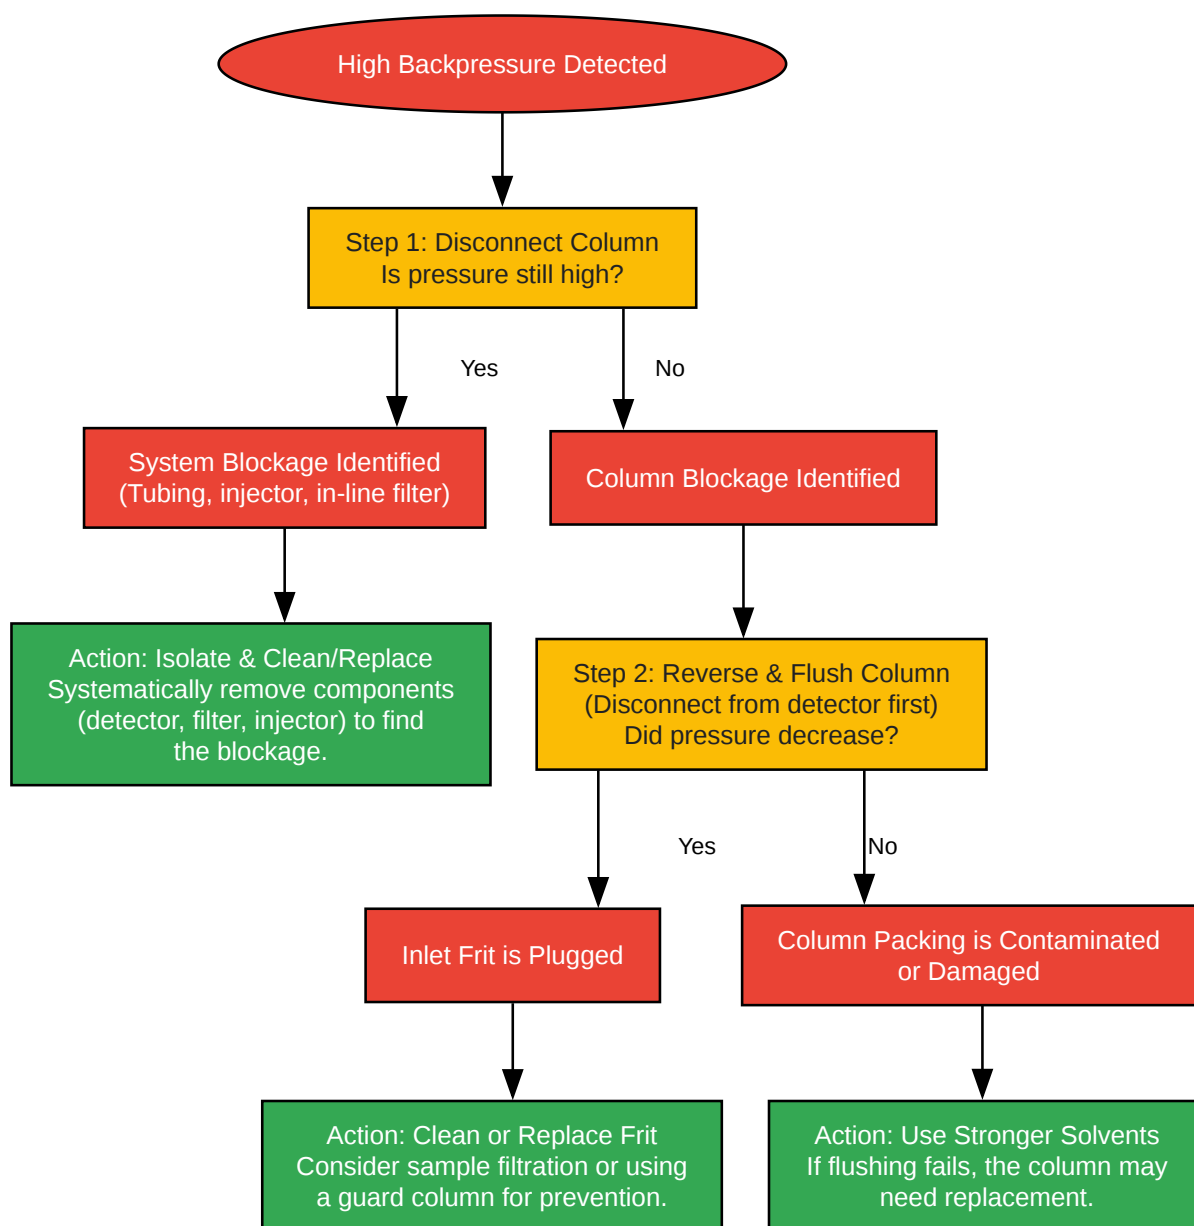 High Backpressure Detected
Step 1: Disconnect Column
Is pressure still high?
Yes
No
System Blockage Identified
(Tubing, injector, in-line filter)
Column Blockage Identified
Action: Isolate & Clean/Replace
Systematically remove components
(detector, filter, injector) to find
the blockage.
Step 2: Reverse & Flush Column
(Disconnect from detector first)
Did pressure decrease?
Yes
No
Inlet Frit is Plugged
Column Packing is Contaminated
or Damaged
Action: Clean or Replace Frit
Consider sample filtration or using
a guard column for prevention.
Action: Use Stronger Solvents
If flushing fails, the column may
need replacement.